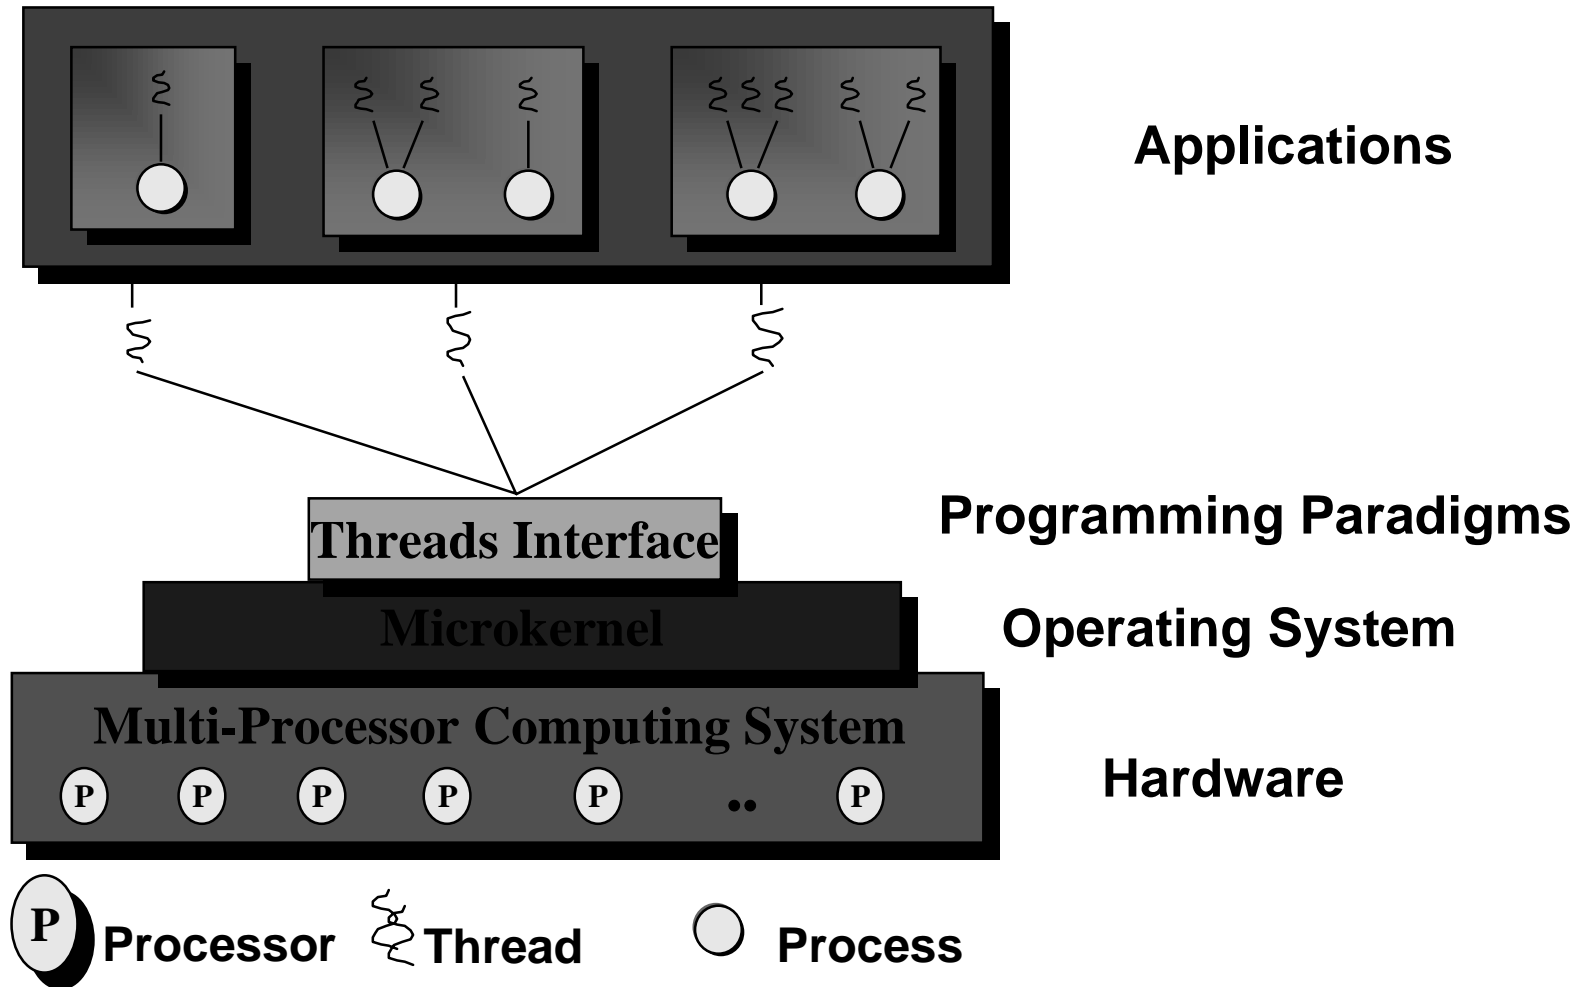 Applications
Threads Interface
Programming Paradigms
Microkernel
Operating System
Multi-Processor Computing System
P P P P P .. P
Hardware
P Processor Thread Process